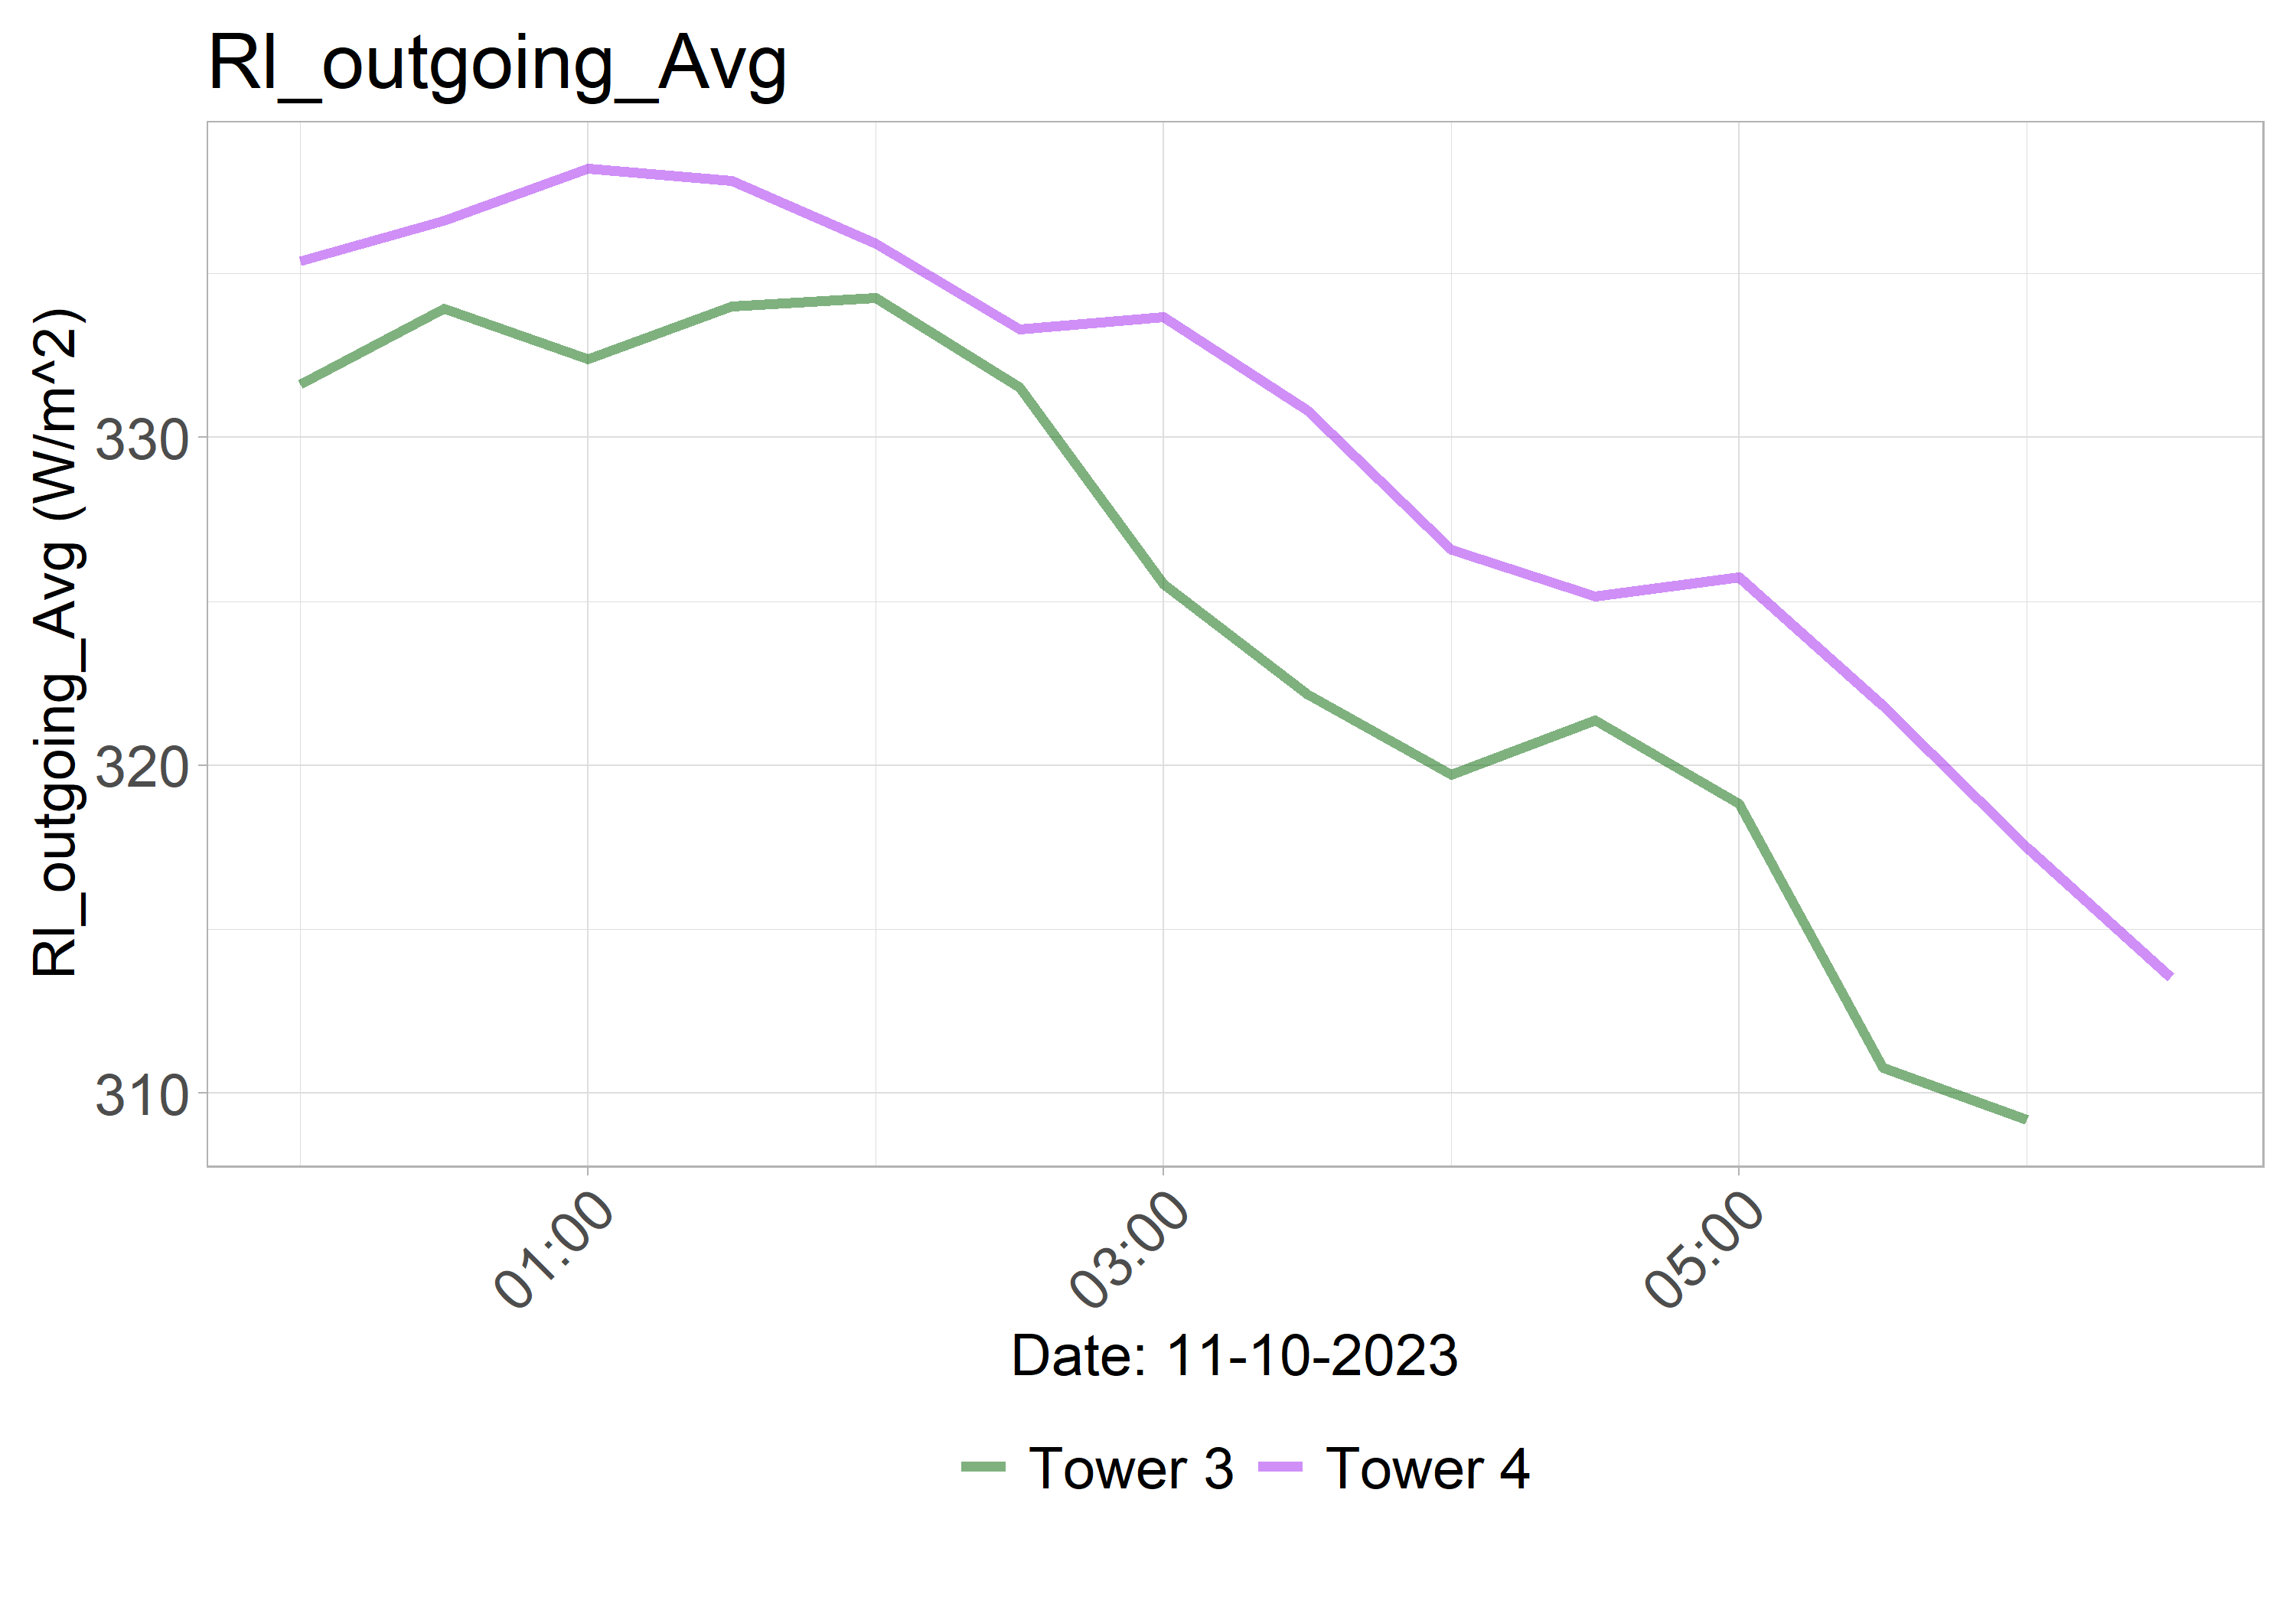 Rl_outgoing_Avg
Rl_outgoing_Avg (W/m^2)
330
320
310
01:00
03:00
05:00
Date: 11-10-2023
Tower 3
Tower 4